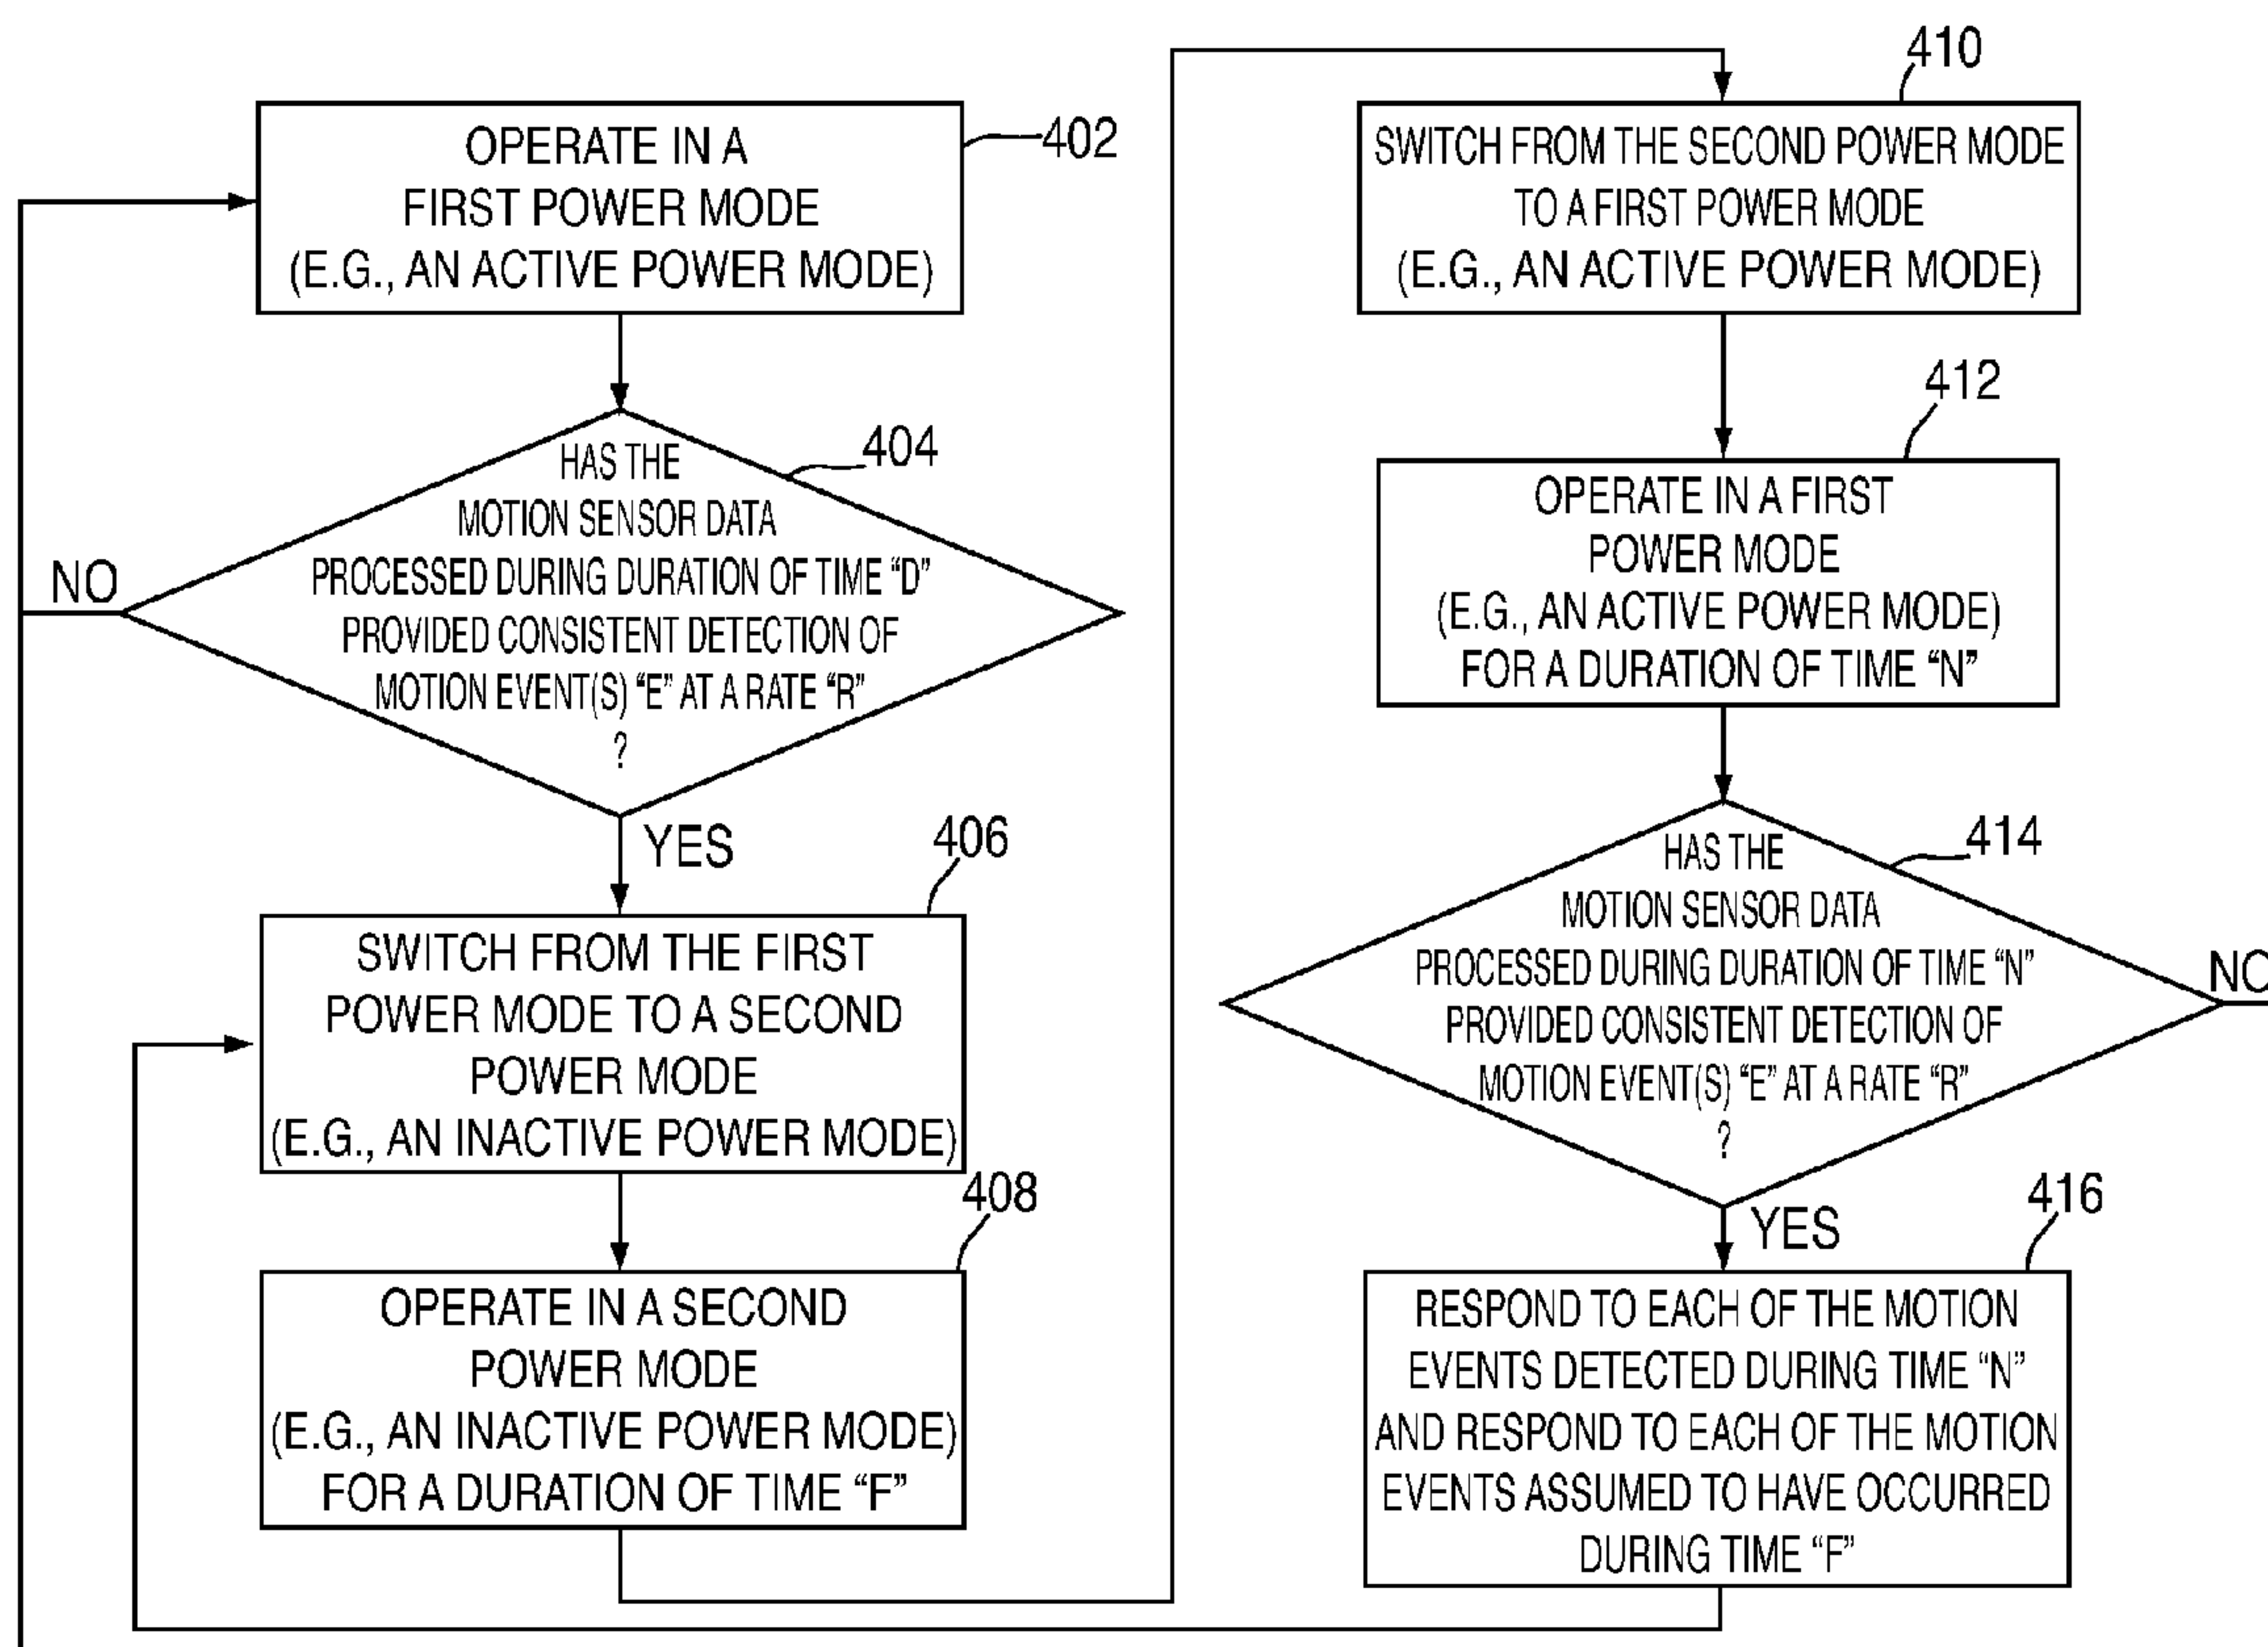 OPERATE IN A
FIRST POWER MODE
(E.G., AN ACTIVE POWER MODE)
402
HAS THE
MOTION SENSOR DATA
PROCESSED DURING DURATION OF TIME “D”
PROVIDED CONSISTENT DETECTION OF
MOTION EVENT(S) “E” AT A RATE “R”
?
404
NO
YES
SWITCH FROM THE FIRST
POWER MODE TO A SECOND
POWER MODE
(E.G., AN INACTIVE POWER MODE)
406
OPERATE IN A SECOND
POWER MODE
(E.G., AN INACTIVE POWER MODE)
FOR A DURATION OF TIME “F”
408
SWITCH FROM THE SECOND POWER MODE
TO A FIRST POWER MODE
(E.G., AN ACTIVE POWER MODE)
410
OPERATE IN A FIRST
POWER MODE
(E.G., AN ACTIVE POWER MODE)
FOR A DURATION OF TIME “N”
412
HAS THE
MOTION SENSOR DATA
PROCESSED DURING DURATION OF TIME “N”
PROVIDED CONSISTENT DETECTION OF
MOTION EVENT(S) “E” AT A RATE “R”
?
414
NO
YES
RESPOND TO EACH OF THE MOTION
EVENTS DETECTED DURING TIME “N”
AND RESPOND TO EACH OF THE MOTION
EVENTS ASSUMED TO HAVE OCCURRED
DURING TIME “F”
416